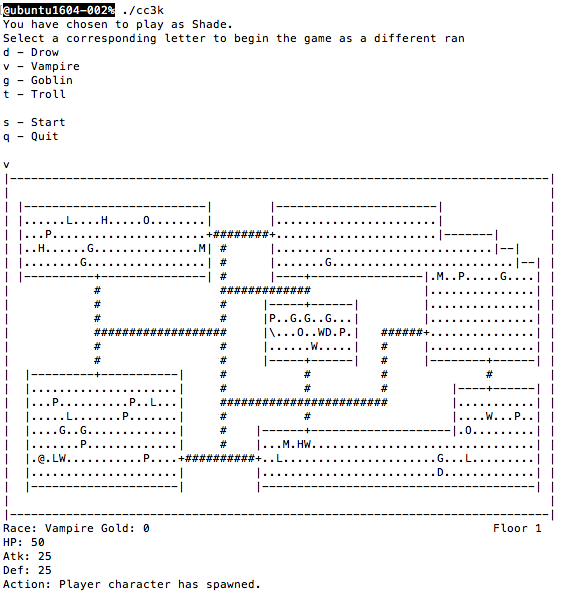 @ubuntu1604-002% ./cc3k
You have chosen to play as Shade.
Select a corresponding letter to begin the game as a different ran
d - Drow
v - Vampire
g - Goblin
t - Troll

s - Start
q - Quit

v
|-----------------------------------------------------------------------------|
|                                                                             |
| |--------------------------|        |-----------------------|               |
| |......L....H.....O........|        |.......................|               |
| |...P......................+########+.......................|-------|       |
| |..H......G...............M| #      |...............................|--|    |
| |........G.................| #      |.......G..........................|--| |
| |----------+---------------| #      |----+----------------|.M..P.....G....| |
|            #                 #############                |...............| |
|            #                 #     |-----+------|         |...............| |
|            #                 #     |P..G.G..G...|         |...............| |
|            ###################     |\...O..WD.P.|   ######+...............| |
|            #                 #     |......W.....|   #     |...............| |
|            #                 #     |-----+------|   #     |--------+------| |
|  |---------+-----------|     #           #          #              #        |
|  |.....................|     #           #          #         |----+------| |
|  |...P..........P..L...|     ########################         |...........| |
|  |.....L.......P.......|     #           #                    |....W...P..| |
|  |....G..G.............|     #    |------+--------------------|.O.........| |
|  |.......P.............|     #    |...M.HW................................| |
|  |.@.LW...........P....+##########+..L......................G...L.........| |
|  |.....................|          |.........................D.............| |
|  |---------------------|          |---------------------------------------| |
|                                                                             |
|-----------------------------------------------------------------------------|
Race: Vampire Gold: 0                                                 Floor 1
HP: 50
Atk: 25
Def: 25
Action: Player character has spawned.